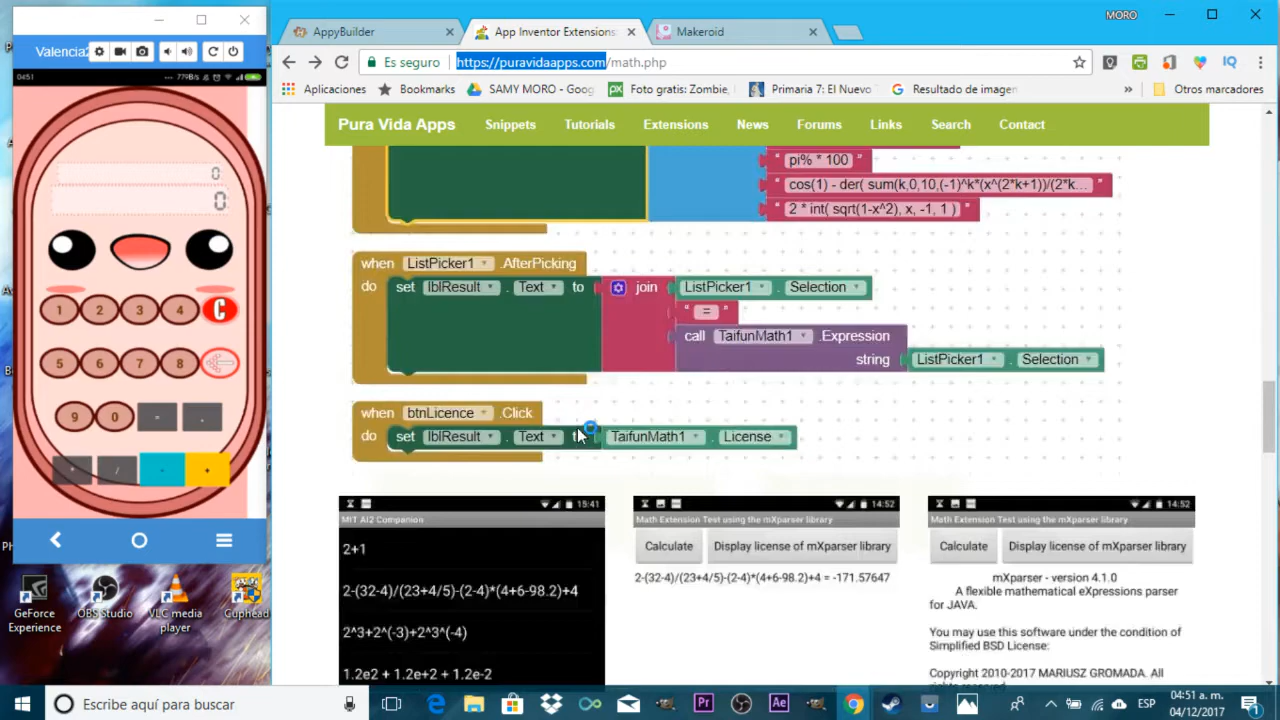 Valencia2
04:51
779B/s
0
0
1 2 3 4 C
5 6 7 8
9 0 = .
* / - +
GeForce Experience
OBS Studio
VLC media player
Cuphead
AppyBuilder
App Inventor Extensions:
Makeroid
MORO
Es seguro
https://puravidaapps.com/math.php
Aplicaciones
Bookmarks
SAMY MORO - Goog
Foto gratis: Zombie,
Primaria 7: El Nuevo
Resultado de imagen
»
Otros marcadores
Pura Vida Apps
Snippets
Tutorials
Extensions
News
Forums
Links
Search
Contact
" pi% * 100 "
" cos(1) - der( sum(k,0,10,(-1)^k*(x^(2*k+1))/(2*k... "
" 2 * int( sqrt(1-x^2), x, -1, 1 ) "
when ListPicker1 .AfterPicking
do set lblResult . Text to join ListPicker1 . Selection
" = "
call TaifunMath1 .Expression
string ListPicker1 . Selection
when btnLicence .Click
do set lblResult . Text to TaifunMath1 . License
15:41
MIT AI2 Companion
2+1
2-(32-4)/(23+4/5)-(2-4)*(4+6-98.2)+4
2^3+2^(-3)+2^3^(-4)
1.2e2 + 1.2e+2 + 1.2e-2
14:52
Math Extension Test using the mXparser library
Calculate
Display license of mXparser library
2-(32-4)/(23+4/5)-(2-4)*(4+6-98.2)+4 = -171.57647
14:52
Math Extension Test using the mXparser library
Calculate
Display license of mXparser library
mXparser - version 4.1.0
A flexible mathematical eXpressions parser
for JAVA.
You may use this software under the condition of
Simplified BSD License:
Copyright 2010-2017 MARIUSZ GROMADA. All
Escribe aquí para buscar
Pr
Ae
ESP
04:51 a. m.
04/12/2017